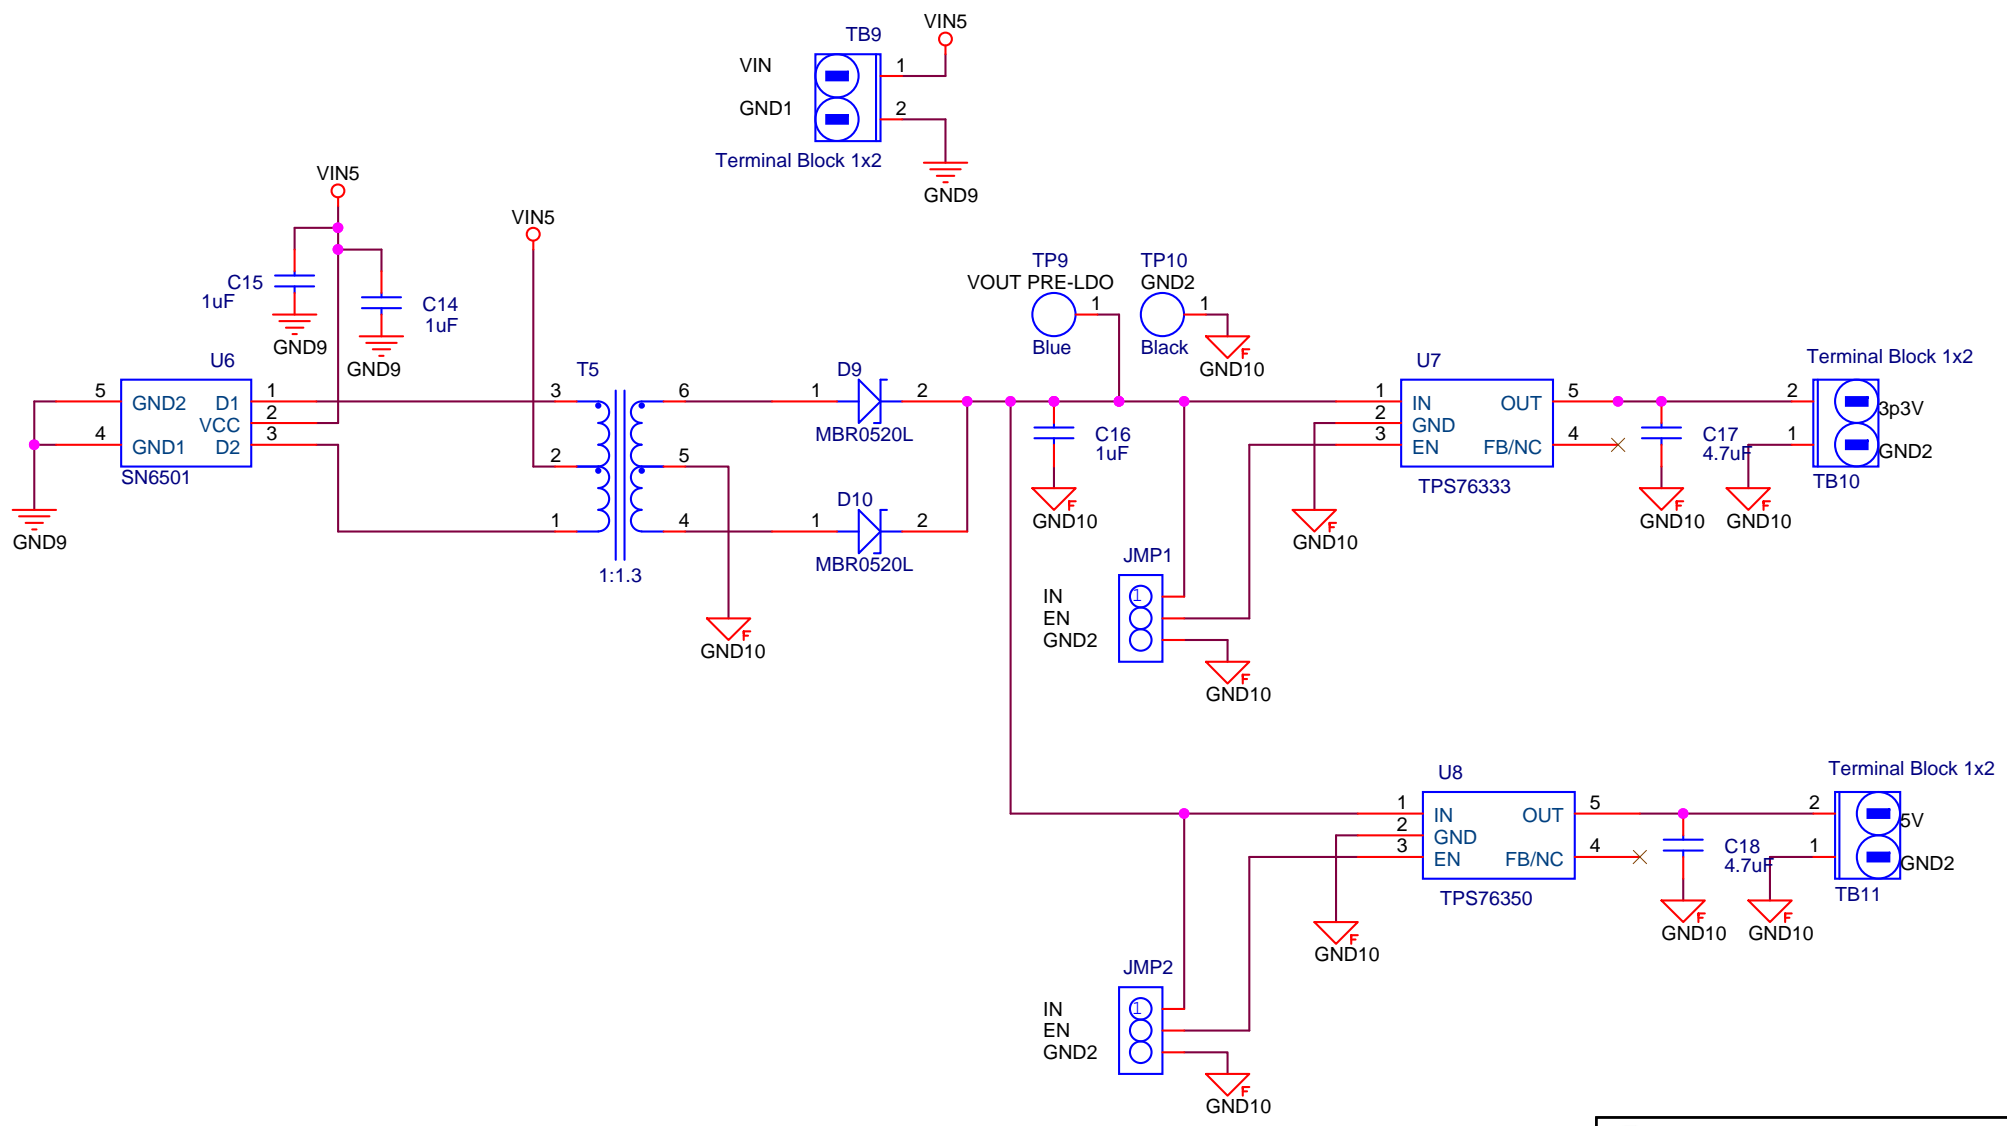 VIN5
TB9
VIN
1
GND1
2
Terminal Block 1x2
GND9
VIN5
VIN5
C15
1uF
C14
1uF
GND9
GND9
TP9
VOUT PRE-LDO
1
Blue
TP10
GND2
1
Black
F
GND10
U6
5
GND2
D1
1
VCC
2
4
GND1
D2
3
SN6501
GND9
T5
3
6
2
5
1
4
1:1.3
F
GND10
D9
1
2
MBR0520L
D10
1
2
MBR0520L
C16
1uF
F
GND10
U7
1
IN
OUT
5
2
GND
3
EN
FB/NC
4
TPS76333
F
GND10
C17
4.7uF
F
GND10
Terminal Block 1x2
2
3p3V
1
GND2
TB10
F
GND10
JMP1
IN
1
EN
GND2
F
GND10
U8
1
IN
OUT
5
2
GND
3
EN
FB/NC
4
TPS76350
F
GND10
C18
4.7uF
F
GND10
Terminal Block 1x2
2
5V
1
GND2
TB11
F
GND10
JMP2
IN
1
EN
GND2
F
GND10